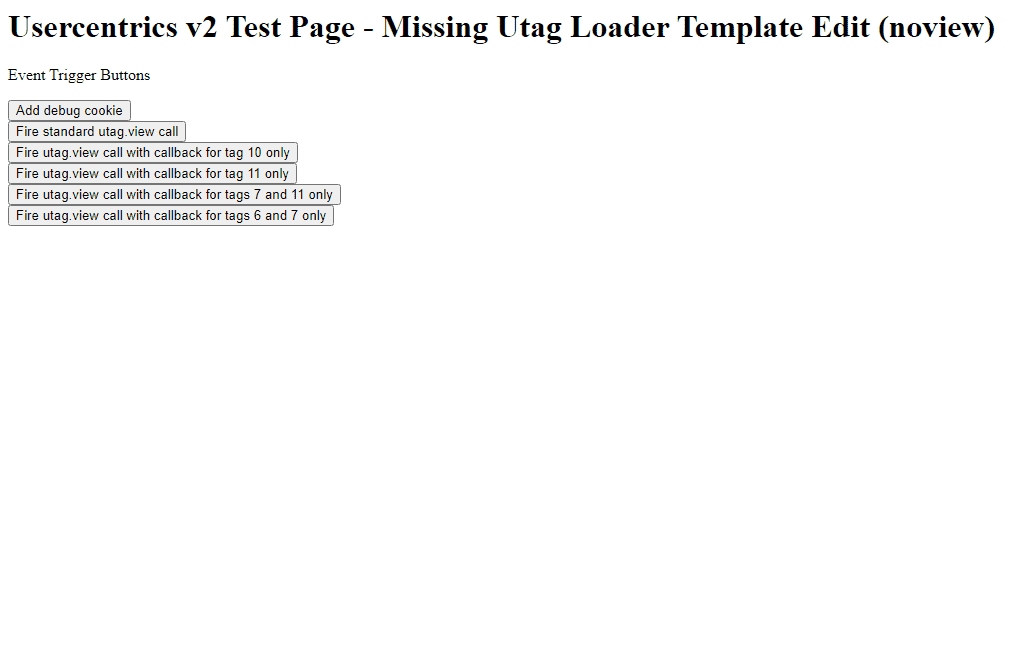 Usercentrics v2 Test Page - Missing Utag Loader Template Edit (noview)
Event Trigger Buttons
Add debug cookie
Fire standard utag.view call
Fire utag.view call with callback for tag 10 only
Fire utag.view call with callback for tag 11 only
Fire utag.view call with callback for tags 7 and 11 only
Fire utag.view call with callback for tags 6 and 7 only